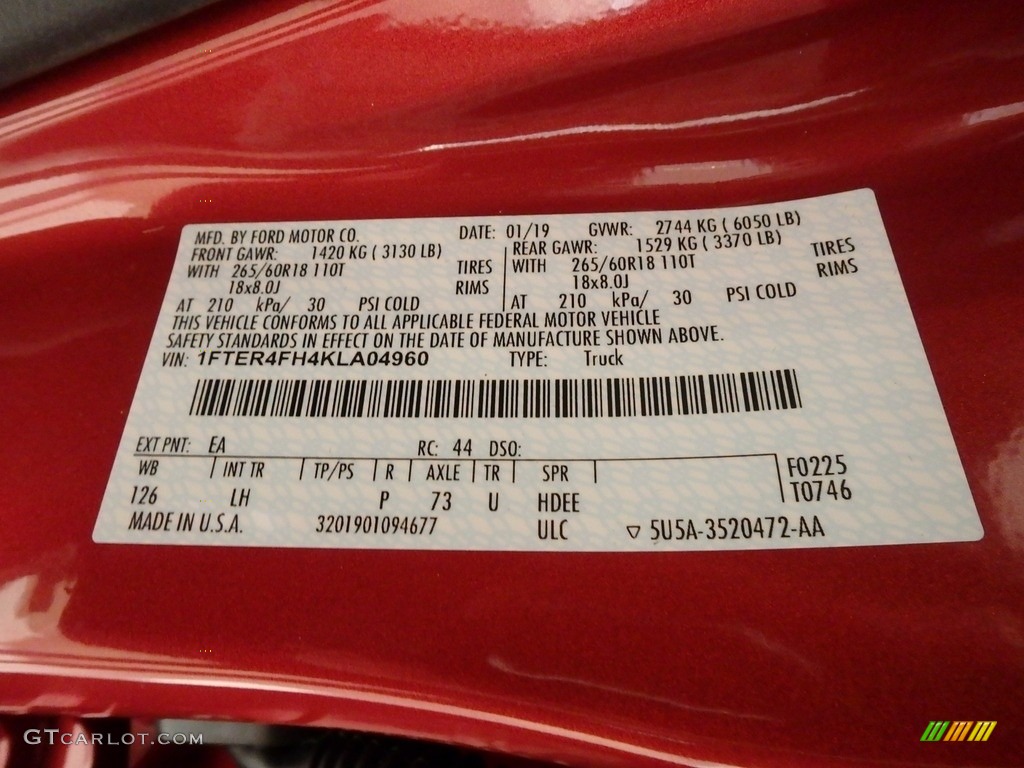 MFD. BY FORD MOTOR CO. DATE: 01/19 GVWR: 2744 KG ( 6050 LB)
FRONT GAWR: 1420 KG ( 3130 LB) REAR GAWR: 1529 KG ( 3370 LB)
WITH 265/60R18 110T TIRES WITH 265/60R18 110T TIRES
18x8.0J RIMS 18x8.0J RIMS
AT 210 kPa/ 30 PSI COLD AT 210 kPa/ 30 PSI COLD
THIS VEHICLE CONFORMS TO ALL APPLICABLE FEDERAL MOTOR VEHICLE
SAFETY STANDARDS IN EFFECT ON THE DATE OF MANUFACTURE SHOWN ABOVE.
VIN: 1FTER4FH4KLA04960 TYPE: Truck
EXT PNT: EA RC: 44 DSO:
WB INT TR TP/PS R AXLE TR SPR F0225
126 LH P 73 U HDEE T0746
MADE IN U.S.A. 3201901094677 ULC ▽ 5U5A-3520472-AA
GTcarlot.com